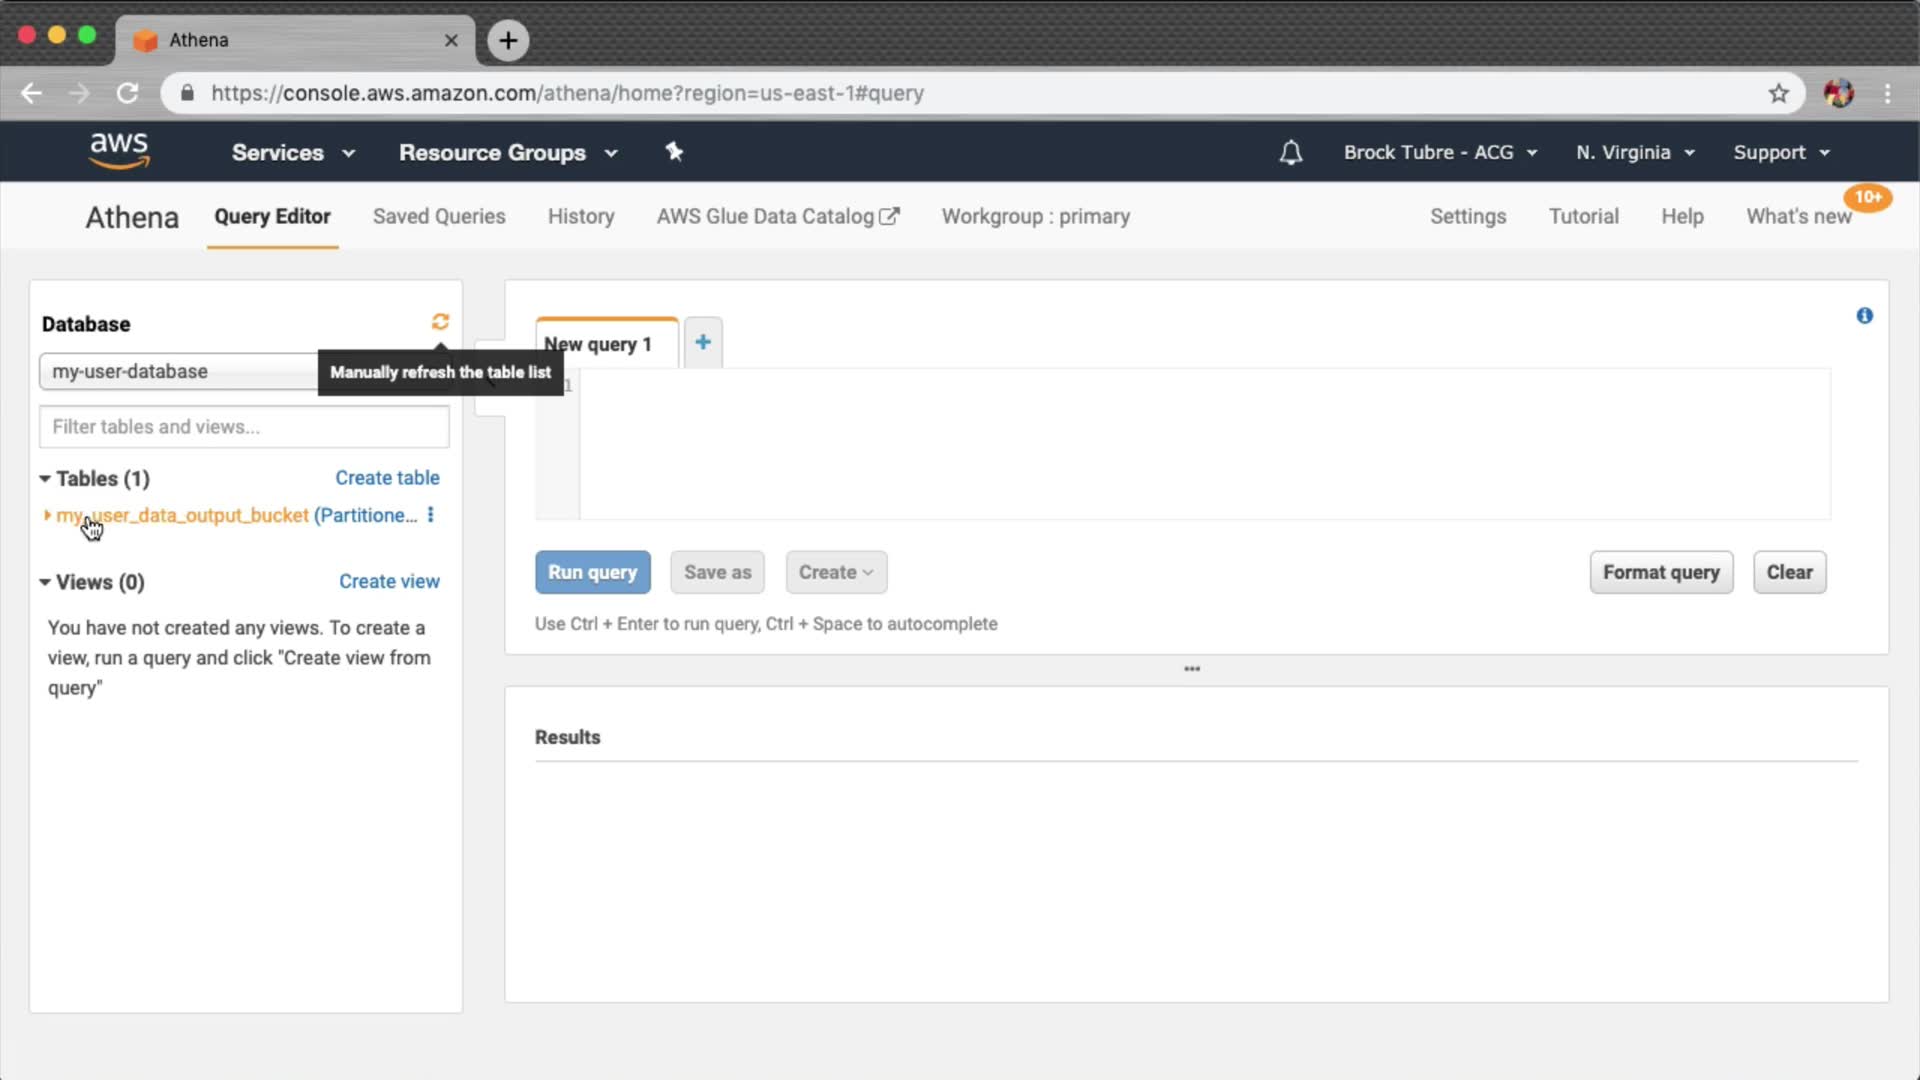 Athena
https://console.aws.amazon.com/athena/home?region=us-east-1#query
aws Services Resource Groups Brock Tubre - ACG N. Virginia Support
Athena Query Editor Saved Queries History AWS Glue Data Catalog Workgroup : primary Settings Tutorial Help What's new 10+
Database
my-user-database
Manually refresh the table list
Filter tables and views...
Tables (1) Create table
my_user_data_output_bucket (Partitione...
Views (0) Create view
You have not created any views. To create a
view, run a query and click "Create view from
query"
New query 1
1
Run query Save as Create Format query Clear
Use Ctrl + Enter to run query, Ctrl + Space to autocomplete
Results